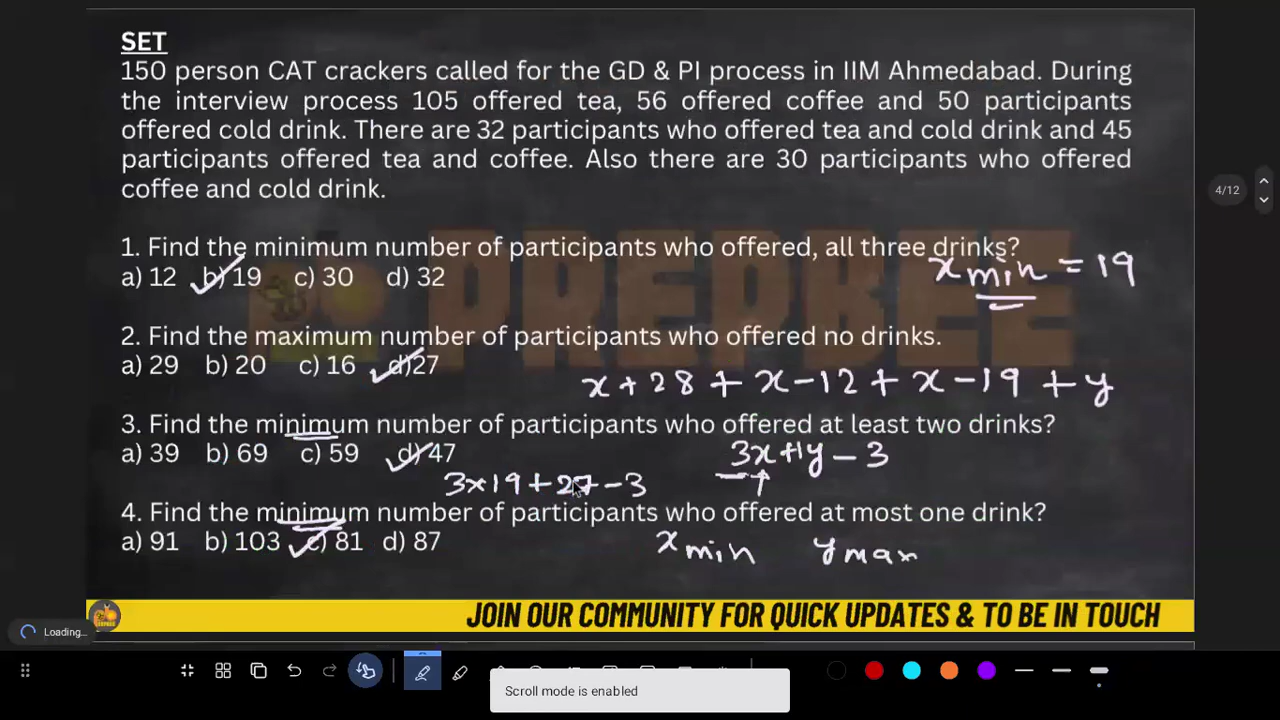 SET
150 person CAT crackers called for the GD & PI process in IIM Ahmedabad. During
the interview process 105 offered tea, 56 offered coffee and 50 participants
offered cold drink. There are 32 participants who offered tea and cold drink and 45
participants offered tea and coffee. Also there are 30 participants who offered
coffee and cold drink.
4/12
1. Find the minimum number of participants who offered, all three drinks?
a) 12 b) 19 c) 30 d) 32
x min = 19
2. Find the maximum number of participants who offered no drinks.
a) 29 b) 20 c) 16 d) 27
x + 28 + x - 12 + x - 19 + y
3. Find the minimum number of participants who offered at least two drinks?
a) 39 b) 69 c) 59 d) 47
3x + y - 3
3 x 19 + 27 - 3
4. Find the minimum number of participants who offered at most one drink?
a) 91 b) 103 c) 81 d) 87
x min y max
PREPBEE
JOIN OUR COMMUNITY FOR QUICK UPDATES & TO BE IN TOUCH
Loading...
Scroll mode is enabled